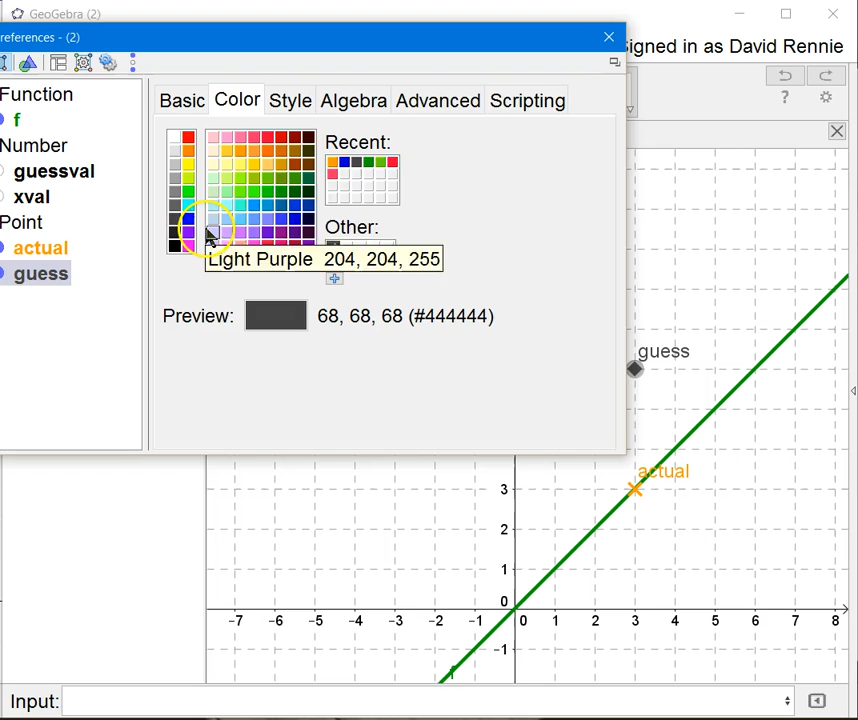 GeoGebra (2)
references - (2)
igned in as David Rennie
Function
f
Number
guessval
xval
Point
actual
guess
Basic Color Style Algebra Advanced Scripting
Recent:
Other:
Light Purple 204, 204, 255
Preview: 68, 68, 68 (#444444)
guess
actual
3
2
1
0
-7 -6 -5 -4 -3 -2 -1 0 1 2 3 4 5 6 7 8
-1
f
Input: